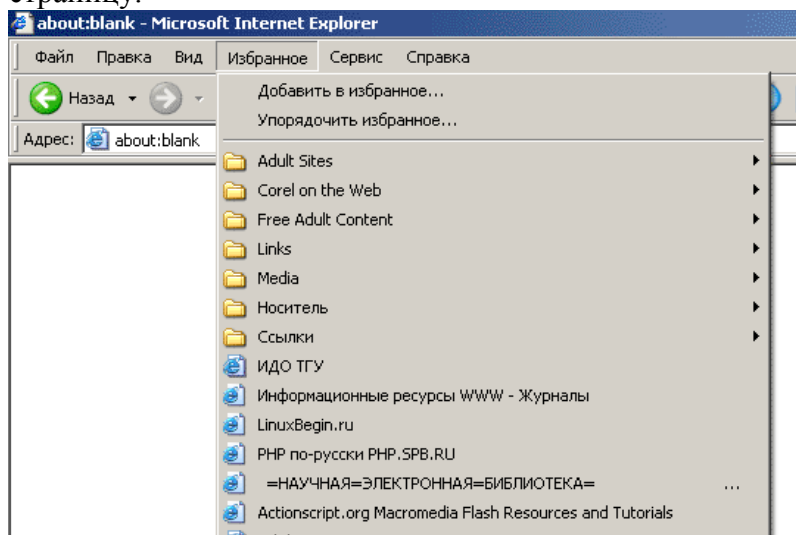 страницу.
about:blank - Microsoft Internet Explorer
Файл Правка Вид Избранное Сервис Справка
Назад
Адрес: about:blank
Добавить в избранное...
Упорядочить избранное...
Adult Sites
Corel on the Web
Free Adult Content
Links
Media
Носитель
Ссылки
ИДО ТГУ
Информационные ресурсы WWW - Журналы
LinuxBegin.ru
PHP по-русски PHP.SPB.RU
=НАУЧНАЯ=ЭЛЕКТРОННАЯ=БИБЛИОТЕКА= ...
Actionscript.org Macromedia Flash Resources and Tutorials